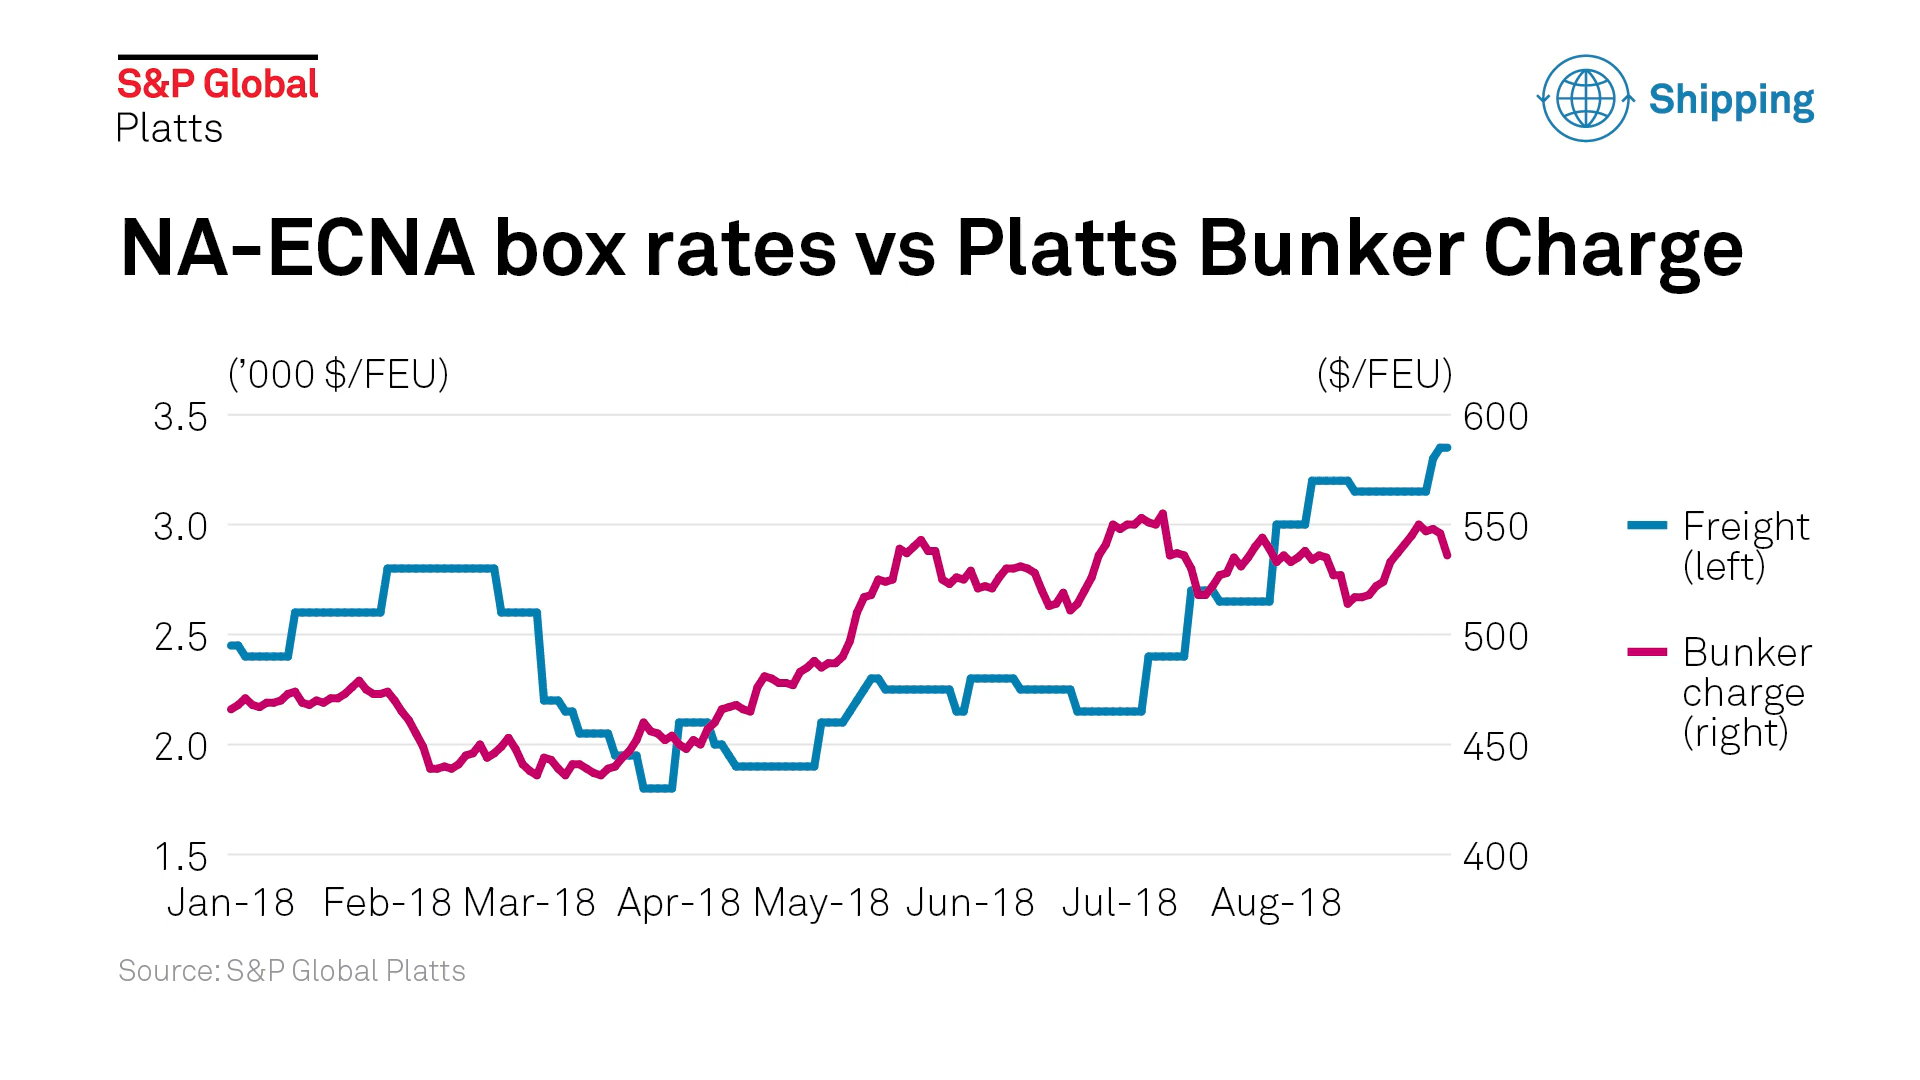 S&P Global
Platts
Shipping
NA-ECNA box rates vs Platts Bunker Charge
('000 $/FEU)
($/FEU)
3.5
600
3.0
550
2.5
500
2.0
450
1.5
400
Freight
(left)
Bunker
charge
(right)
Jan-18 Feb-18 Mar-18 Apr-18 May-18 Jun-18 Jul-18 Aug-18
Source: S&P Global Platts